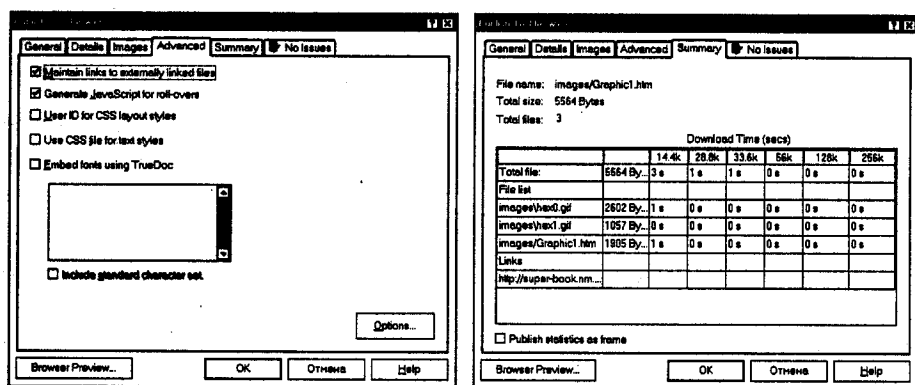 General Details Images Advanced Summary No Issues
Maintain links to externally linked files
Generate JavaScript for roll-overs
User ID for CSS layout styles
Use CSS file for text styles
Embed fonts using TrueDoc
Include standard character set.
Options...
Browser Preview... OK Отмена Help
General Details Images Advanced Summary No Issues
File name: images/Graphic1.htm
Total size: 5564 Bytes
Total files: 3
Download Time (secs)
14.4k 28.8k 33.6k 56k 128k 256k
Total file: 5564 By... 3 s 1 s 1 s 0 s 0 s 0 s
File list
images\hex0.gif 2602 By... 1 s 0 s 0 s 0 s 0 s 0 s
images\hex1.gif 1057 By... 0 s 0 s 0 s 0 s 0 s 0 s
images/Graphic1.htm 1905 By... 1 s 0 s 0 s 0 s 0 s 0 s
Links
http://super-book.nm....
Publish statistics as frame
Browser Preview... OK Отмена Help